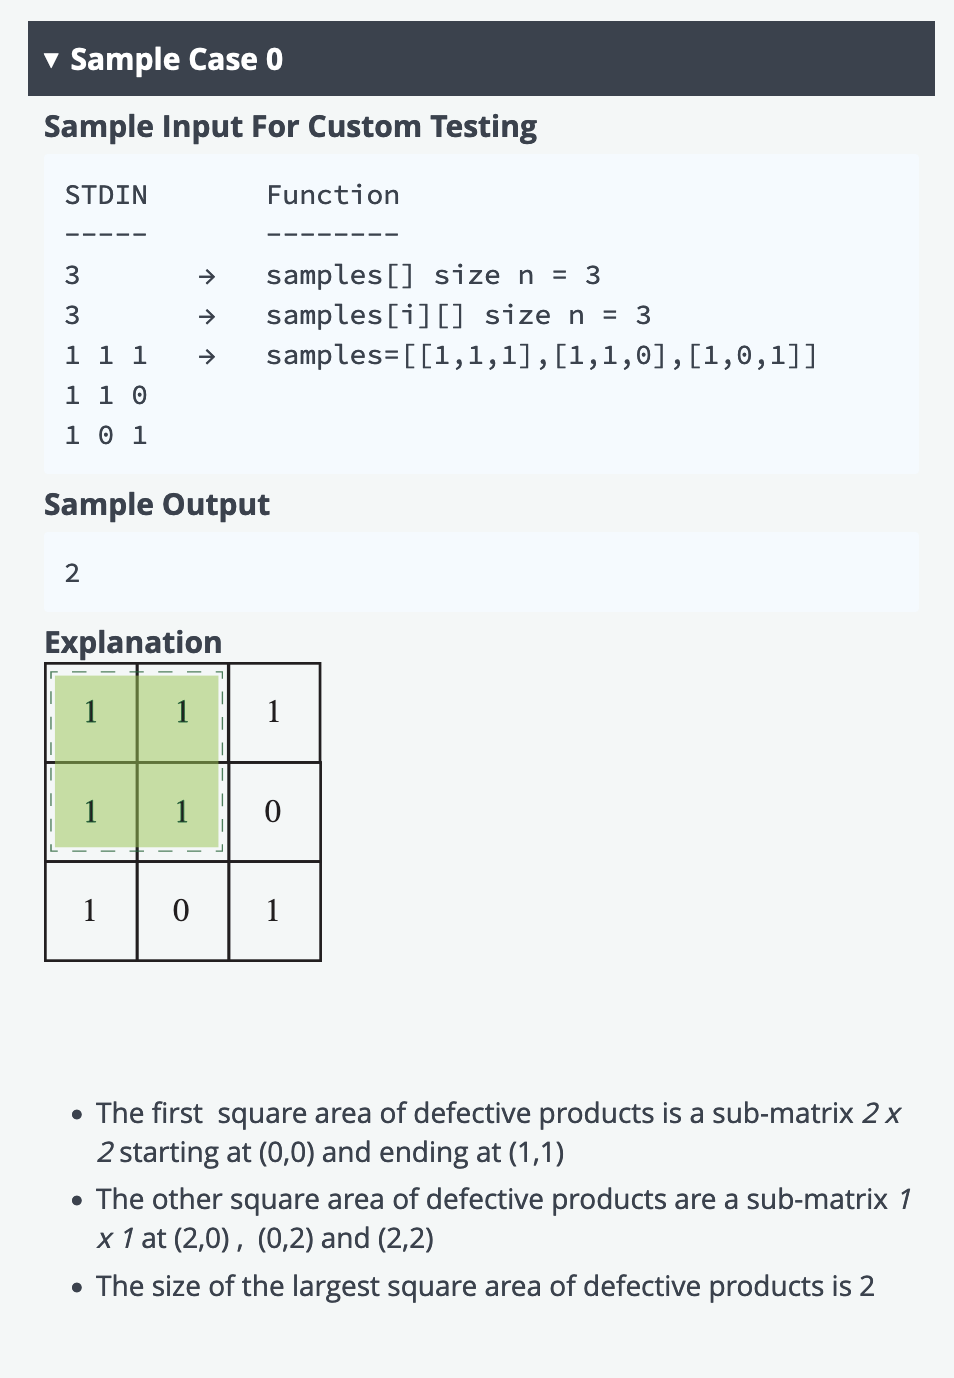 ▼ Sample Case 0
Sample Input For Custom Testing
STDIN Function
----- --------
3 → samples[] size n = 3
3 → samples[i][] size n = 3
1 1 1 → samples=[[1,1,1],[1,1,0],[1,0,1]]
1 1 0
1 0 1
Sample Output
2
Explanation
1 1 1
1 1 0
1 0 1
• The first square area of defective products is a sub-matrix 2 x
2 starting at (0,0) and ending at (1,1)
• The other square area of defective products are a sub-matrix 1
x 1 at (2,0) , (0,2) and (2,2)
• The size of the largest square area of defective products is 2